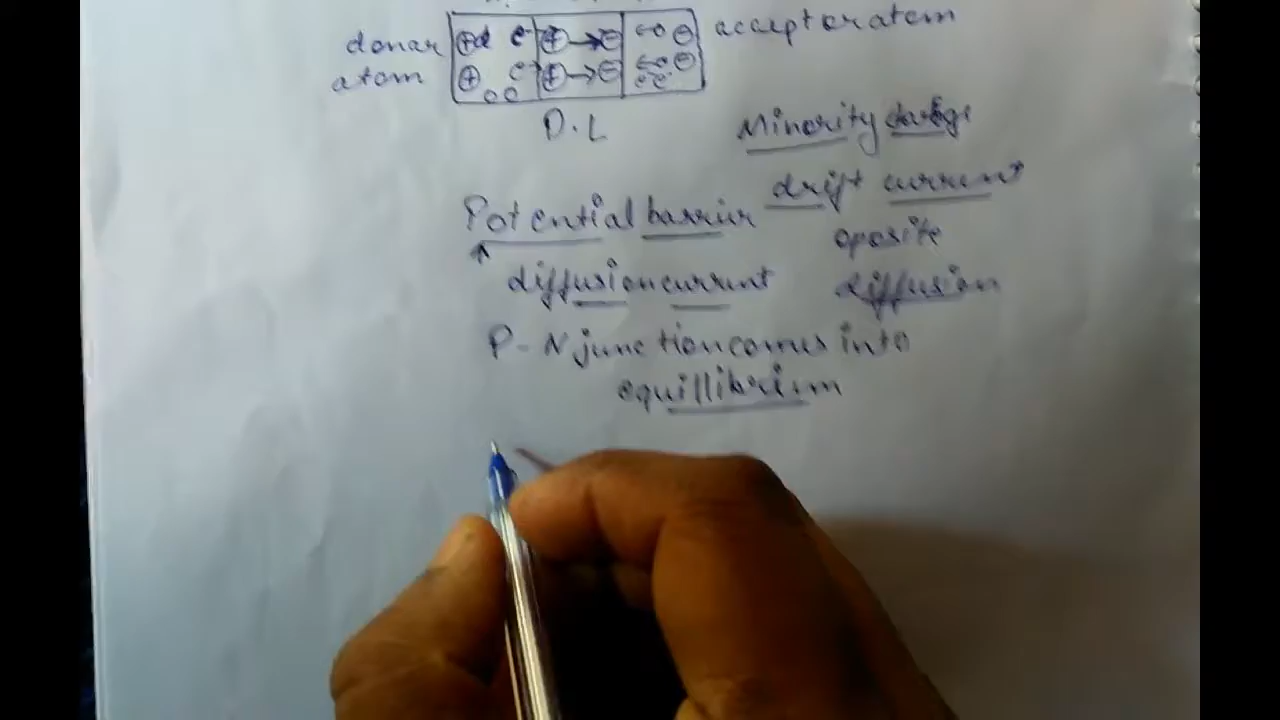 donar
atom
acceptor atom
D.L
Minority
drift current
oposite
diffusion
Potential barrier
diffusion current
P-N junction comes into
equillibrium